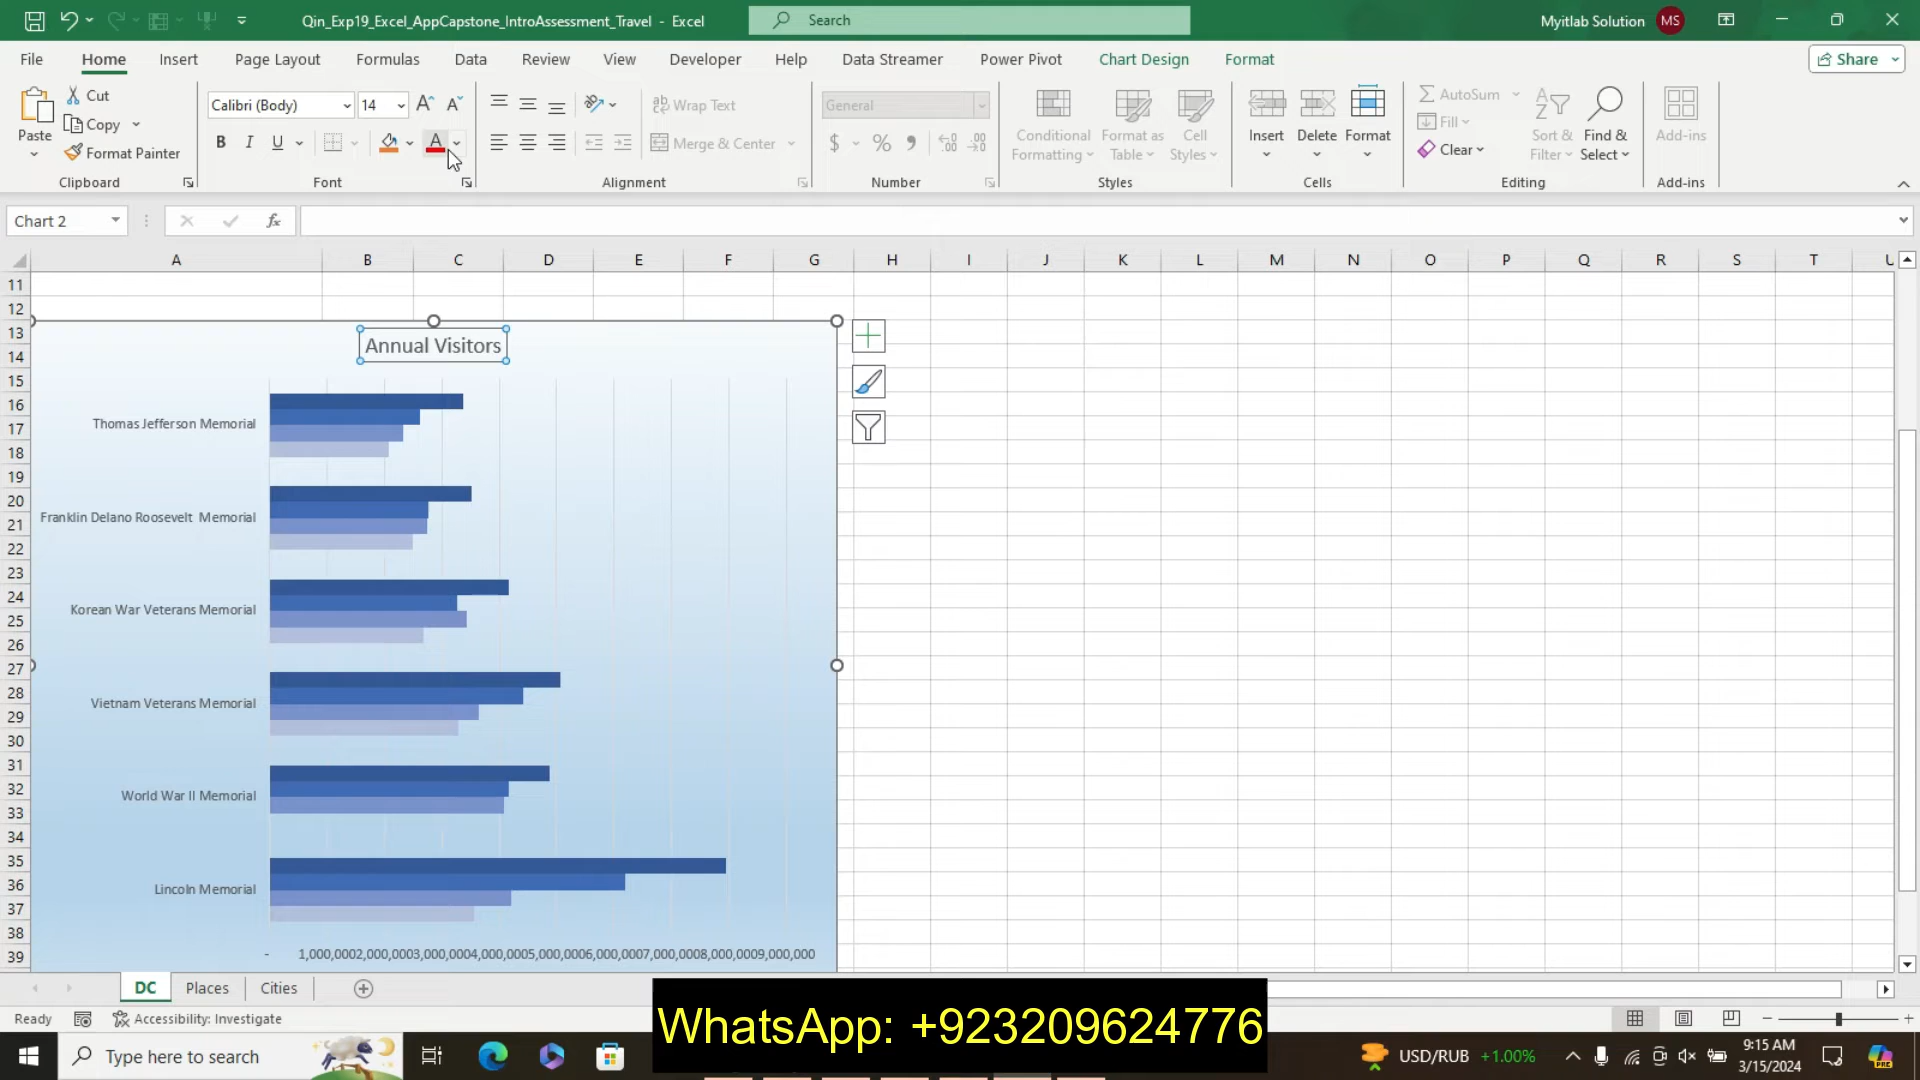 Qin_Exp19_Excel_AppCapstone_IntroAssessment_Travel - Excel
Search
Myitlab Solution MS
File Home Insert Page Layout Formulas Data Review View Developer Help Data Streamer Power Pivot Chart Design Format
Share
Paste
Cut
Copy
Format Painter
Clipboard
Calibri (Body) 14
B I U
Font
Wrap Text
Merge & Center
Alignment
General
$ % ,
Number
Conditional Formatting
Format as Table
Cell Styles
Styles
Insert Delete Format
Cells
AutoSum
Fill
Clear
Sort & Filter
Find & Select
Editing
Add-ins
Add-ins
Chart 2
fx
A B C D E F G H I J K L M N O P Q R S T U
11
12
13
14
15
16
17
18
19
20
21
22
23
24
25
26
27
28
29
30
31
32
33
34
35
36
37
38
39
Annual Visitors
Thomas Jefferson Memorial
Franklin Delano Roosevelt Memorial
Korean War Veterans Memorial
Vietnam Veterans Memorial
World War II Memorial
Lincoln Memorial
- 1,000,0002,000,0003,000,0004,000,0005,000,0006,000,0007,000,0008,000,0009,000,000
DC Places Cities
Ready
Accessibility: Investigate
WhatsApp: +923209624776
Type here to search
USD/RUB +1.00%
9:15 AM
3/15/2024